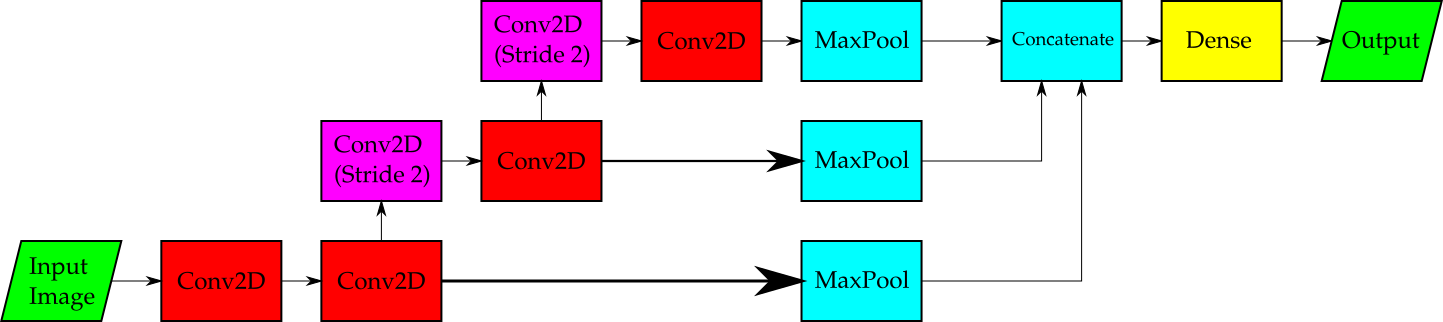 Conv2D
(Stride 2)
Conv2D
MaxPool
Concatenate
Dense
Output
Conv2D
(Stride 2)
Conv2D
MaxPool
Input
Image
Conv2D
Conv2D
MaxPool